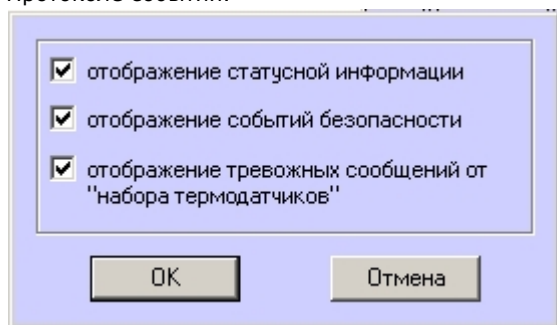 отображение статусной информации
отображение событий безопасности
отображение тревожных сообщений от
"набора термодатчиков"
OK
Отмена